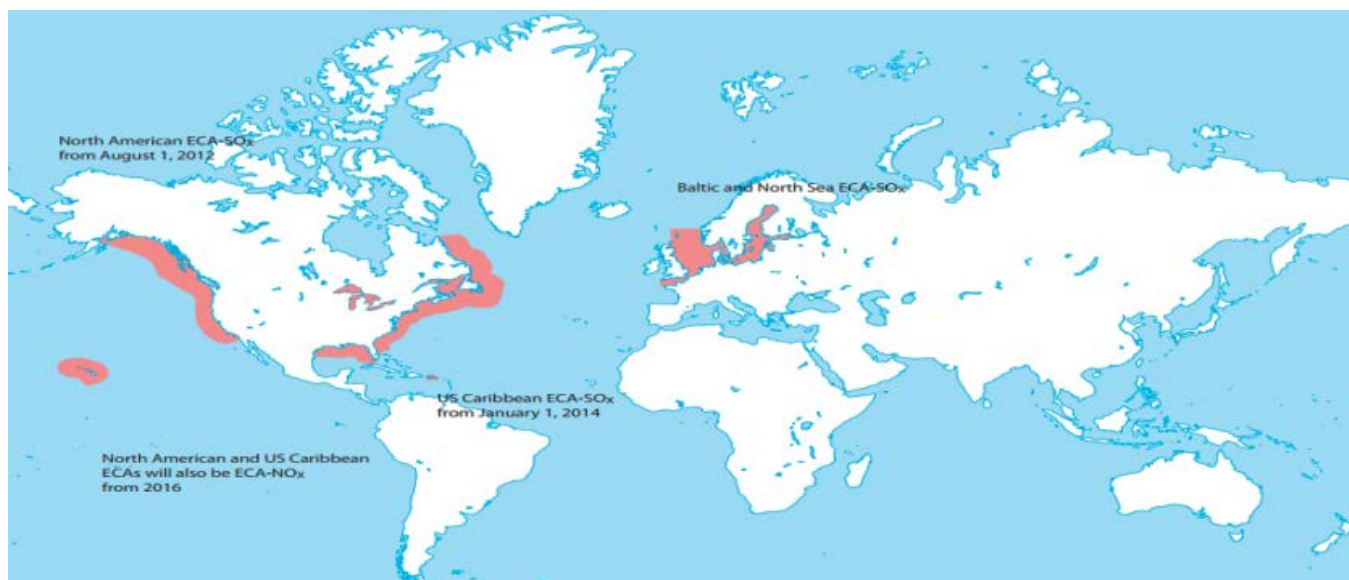 North American ECA-SOx
from August 1, 2012
Baltic and North Sea ECA-SOx
US Caribbean ECA-SOx
from January 1, 2014
North American and US Caribbean
ECAs will also be ECA-NOx
from 2016